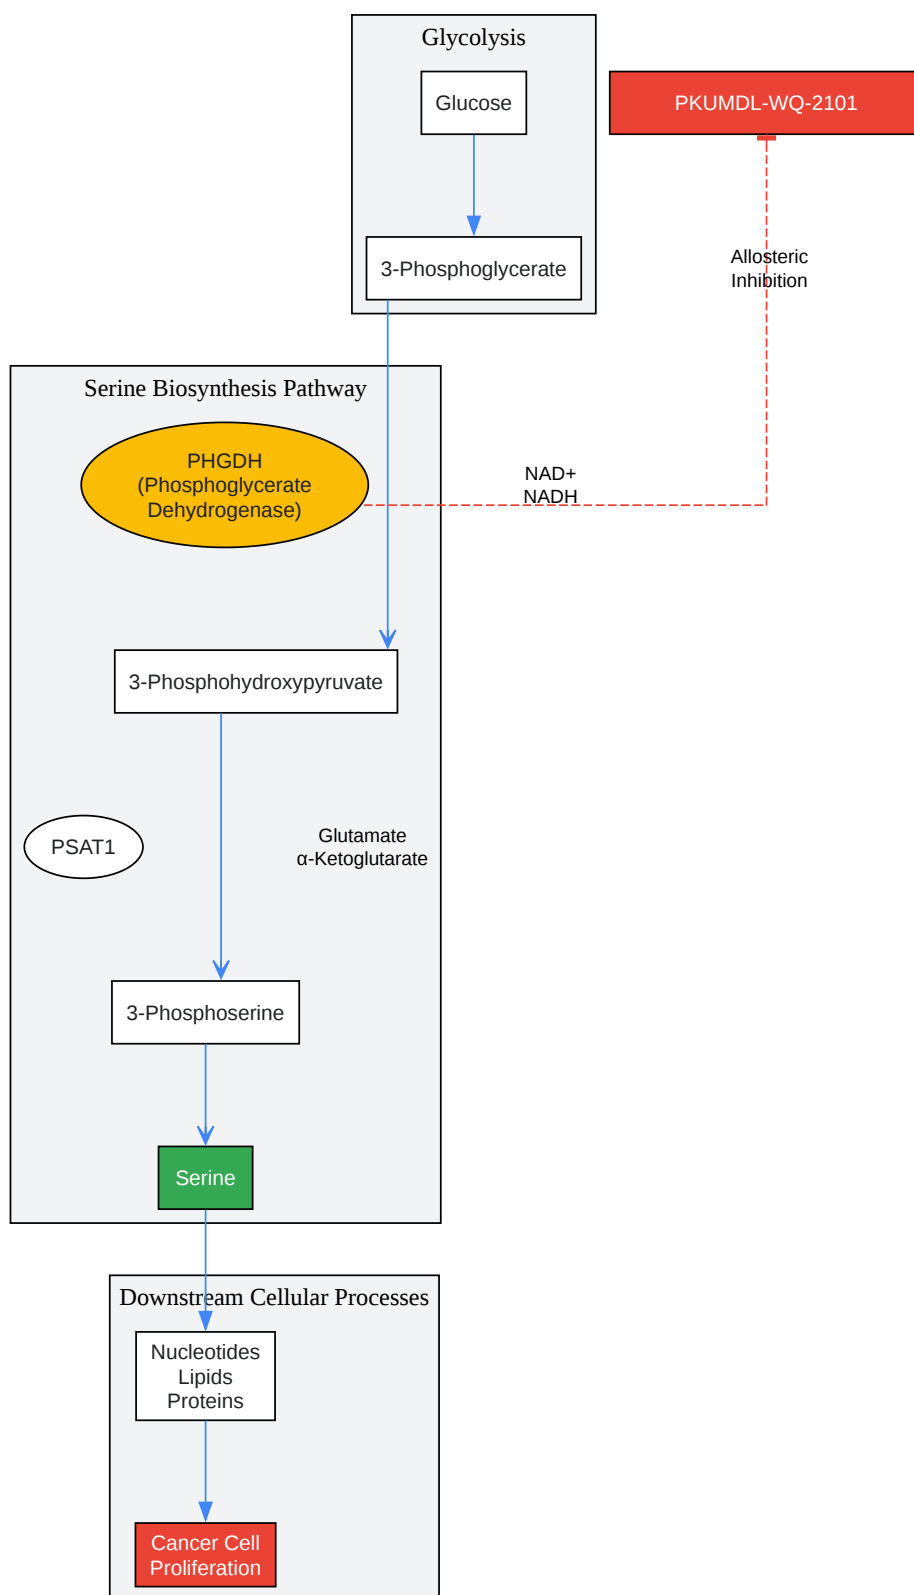 Glycolysis
Glucose
PKUMDL-WQ-2101
3-Phosphoglycerate
Allosteric
Inhibition
Serine Biosynthesis Pathway
PHGDH
(Phosphoglycerate
Dehydrogenase)
NAD+
NADH
3-Phosphohydroxypyruvate
PSAT1
Glutamate
α-Ketoglutarate
3-Phosphoserine
Serine
Downstream Cellular Processes
Nucleotides
Lipids
Proteins
Cancer Cell
Proliferation